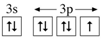 3s ← 3p →
↑↓ ↑↓ ↑↓ ↑